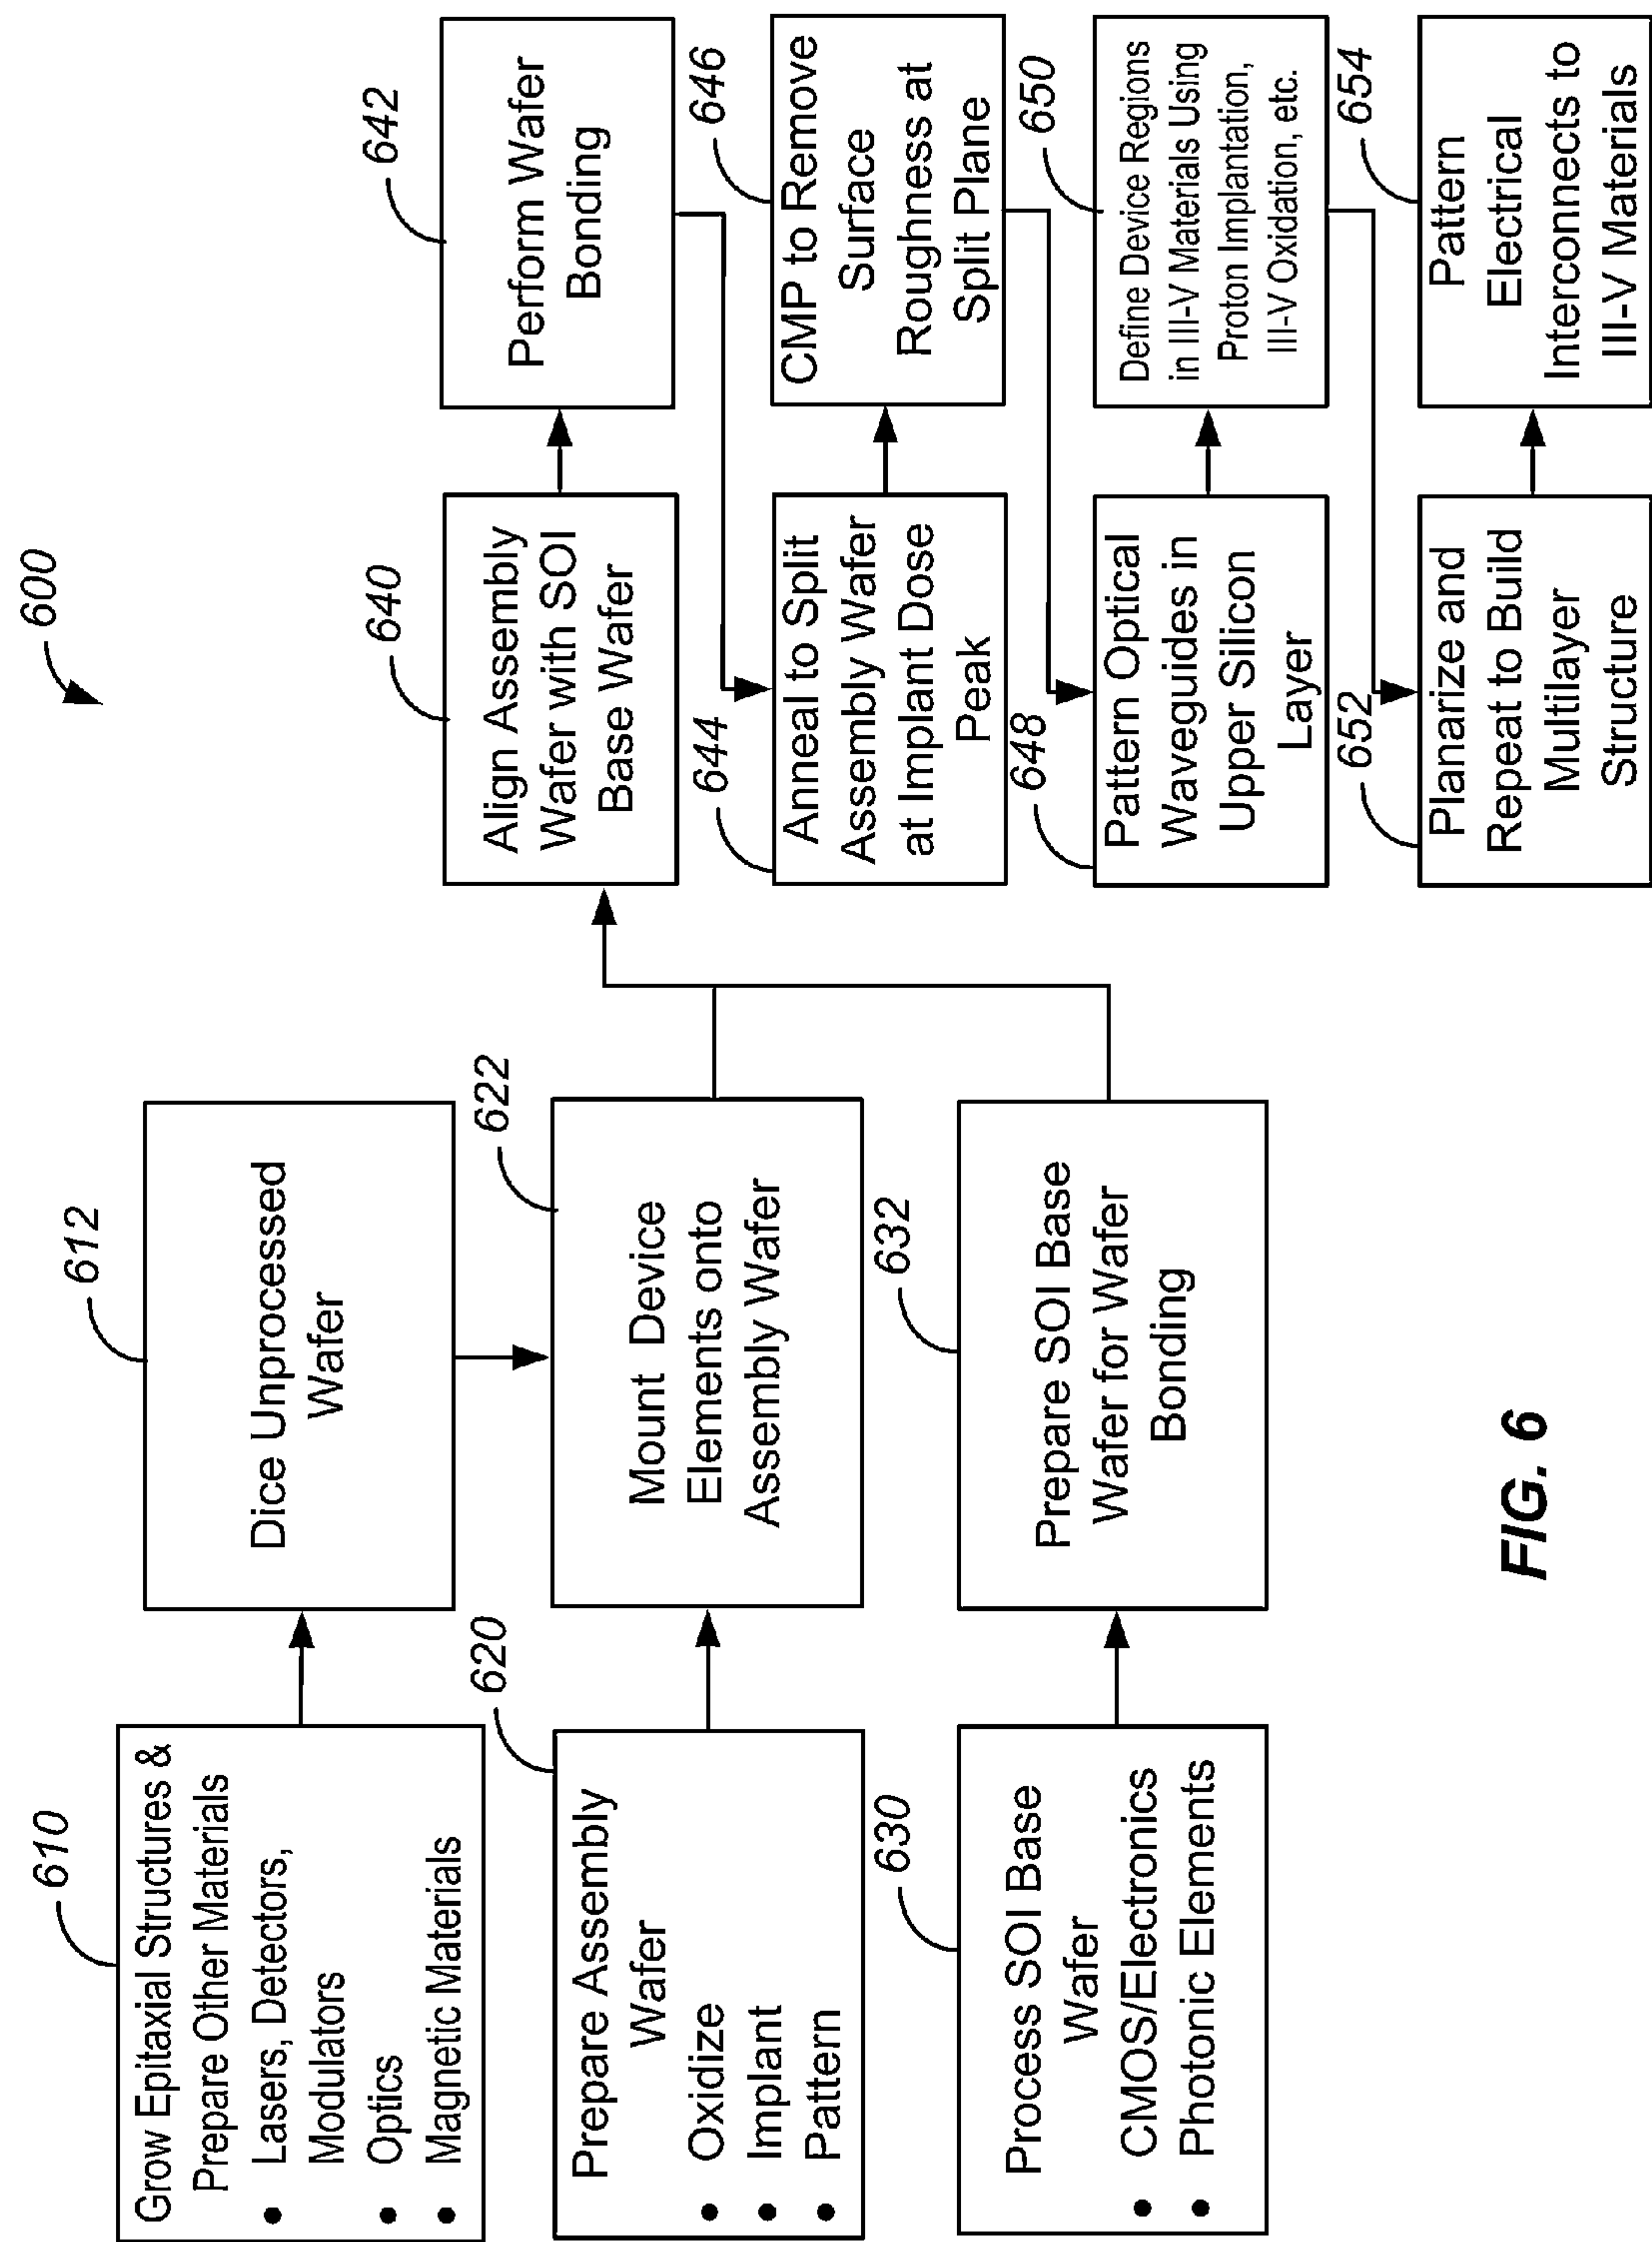 600
610
Grow Epitaxial Structures &
Prepare Other Materials
• Lasers, Detectors,
Modulators
• Optics
• Magnetic Materials
612
Dice Unprocessed
Wafer
620
Prepare Assembly
Wafer
• Oxidize
• Implant
• Pattern
622
Mount Device
Elements onto
Assembly Wafer
630
Process SOI Base
Wafer
• CMOS/Electronics
• Photonic Elements
632
Prepare SOI Base
Wafer for Wafer
Bonding
640
Align Assembly
Wafer with SOI
Base Wafer
642
Perform Wafer
Bonding
644
Anneal to Split
Assembly Wafer
at Implant Dose
Peak
646
CMP to Remove
Surface
Roughness at
Split Plane
648
Pattern Optical
Waveguides in
Upper Silicon
Layer
650
Define Device Regions
in III-V Materials Using
Proton Implantation,
III-V Oxidation, etc.
652
Planarize and
Repeat to Build
Multilayer
Structure
654
Pattern
Electrical
Interconnects to
III-V Materials
FIG. 6